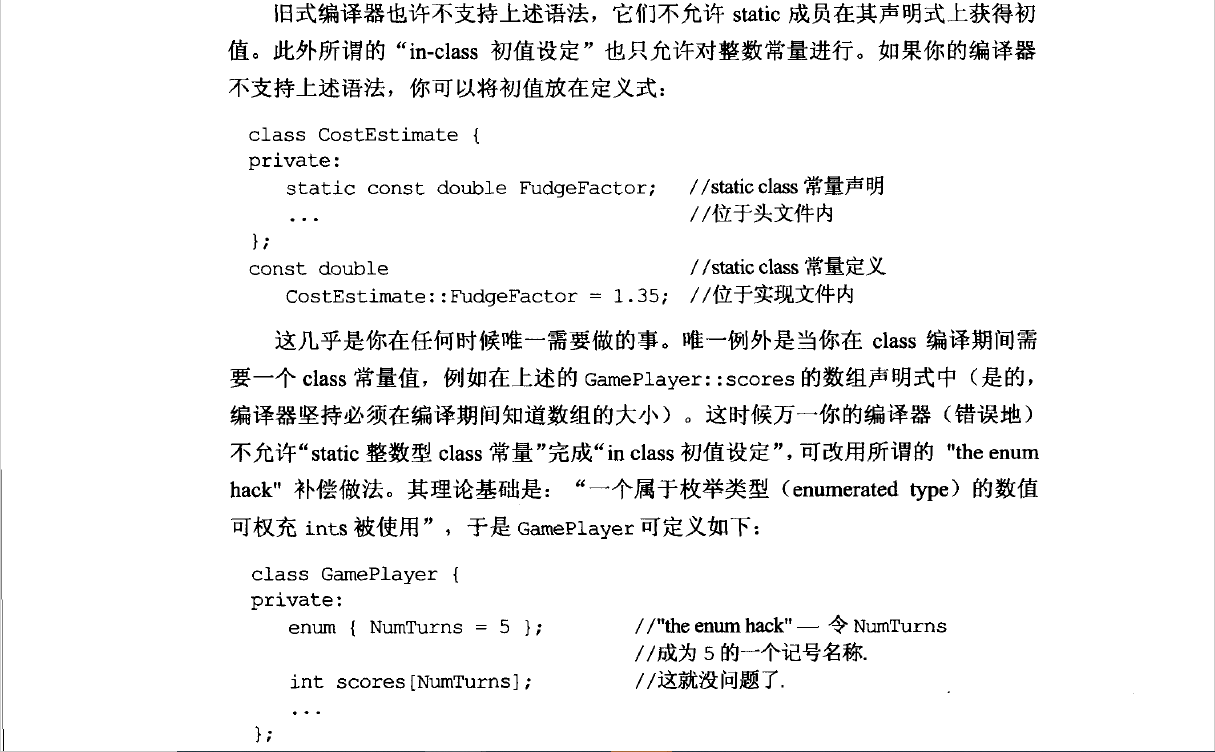 旧式编译器也许不支持上述语法，它们不允许 static 成员在其声明式上获得初
值。此外所谓的“in-class 初值设定”也只允许对整数常量进行。如果你的编译器
不支持上述语法，你可以将初值放在定义式：
class CostEstimate {
private:
static const double FudgeFactor; //static class 常量声明
... //位于头文件内
};
const double //static class 常量定义
CostEstimate::FudgeFactor = 1.35; //位于实现文件内
这几乎是你在任何时候唯一需要做的事。唯一例外是当你在 class 编译期间需
要一个 class 常量值，例如在上述的 GamePlayer::scores 的数组声明式中（是的，
编译器坚持必须在编译期间知道数组的大小）。这时候万一你的编译器（错误地）
不允许“static 整数型 class 常量”完成“in class 初值设定”，可改用所谓的 "the enum
hack" 补偿做法。其理论基础是：“一个属于枚举类型（enumerated type）的数值
可权充 ints 被使用”，于是 GamePlayer 可定义如下：
class GamePlayer {
private:
enum { NumTurns = 5 }; //"the enum hack" — 令 NumTurns
//成为 5 的一个记号名称.
int scores[NumTurns]; //这就没问题了.
...
};